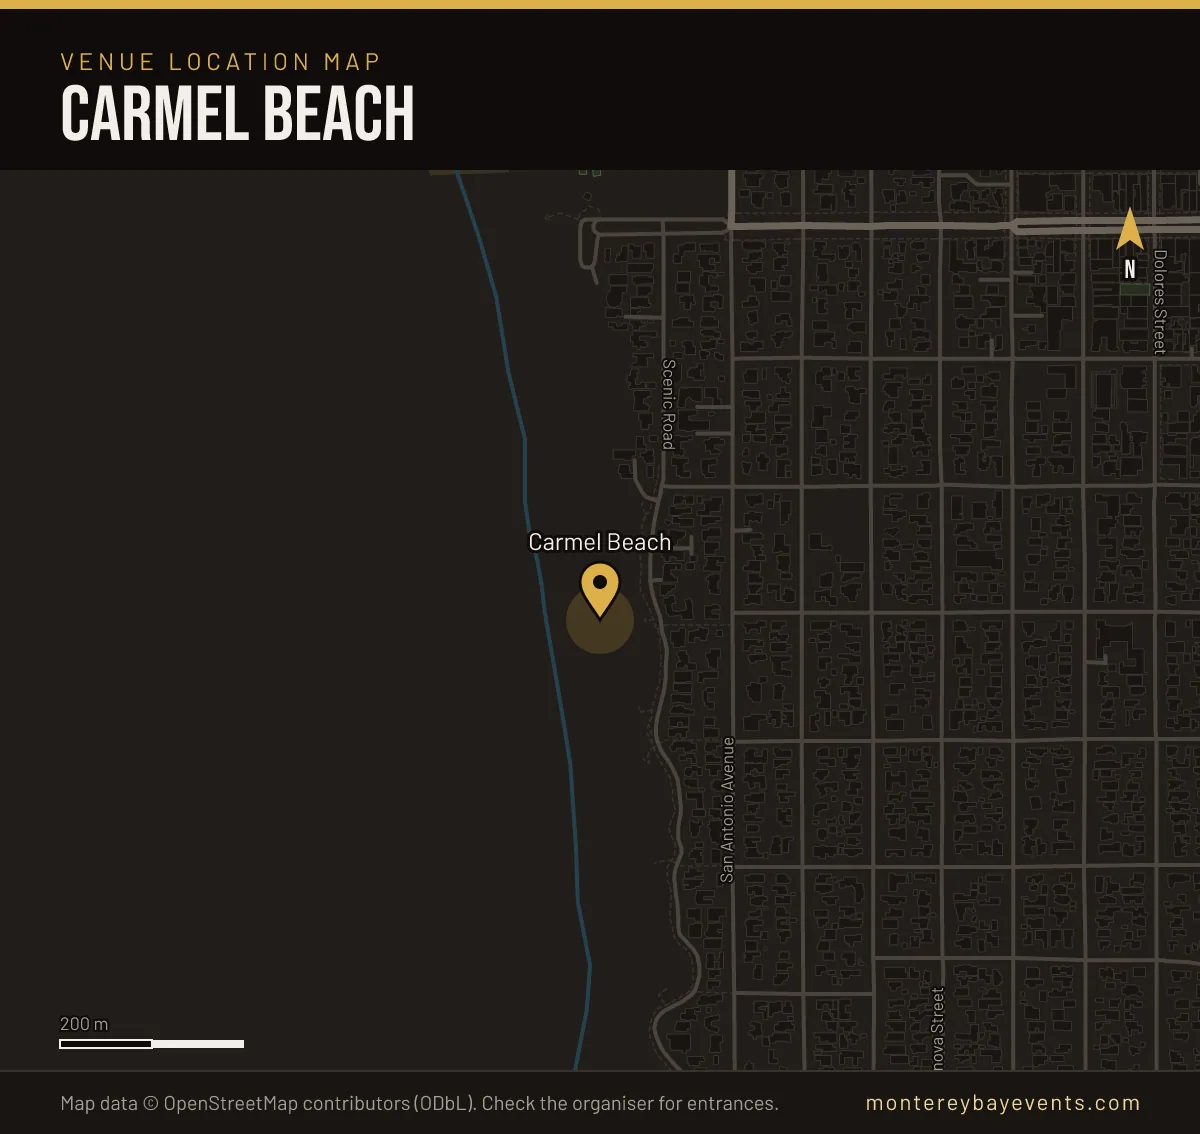 VENUE LOCATION MAP
CARMEL BEACH
N
Dolores Street
Scenic Road
Carmel Beach
San Antonio Avenue
nova Street
200 m
Map data © OpenStreetMap contributors (ODbL). Check the organiser for entrances.
montereybayevents.com